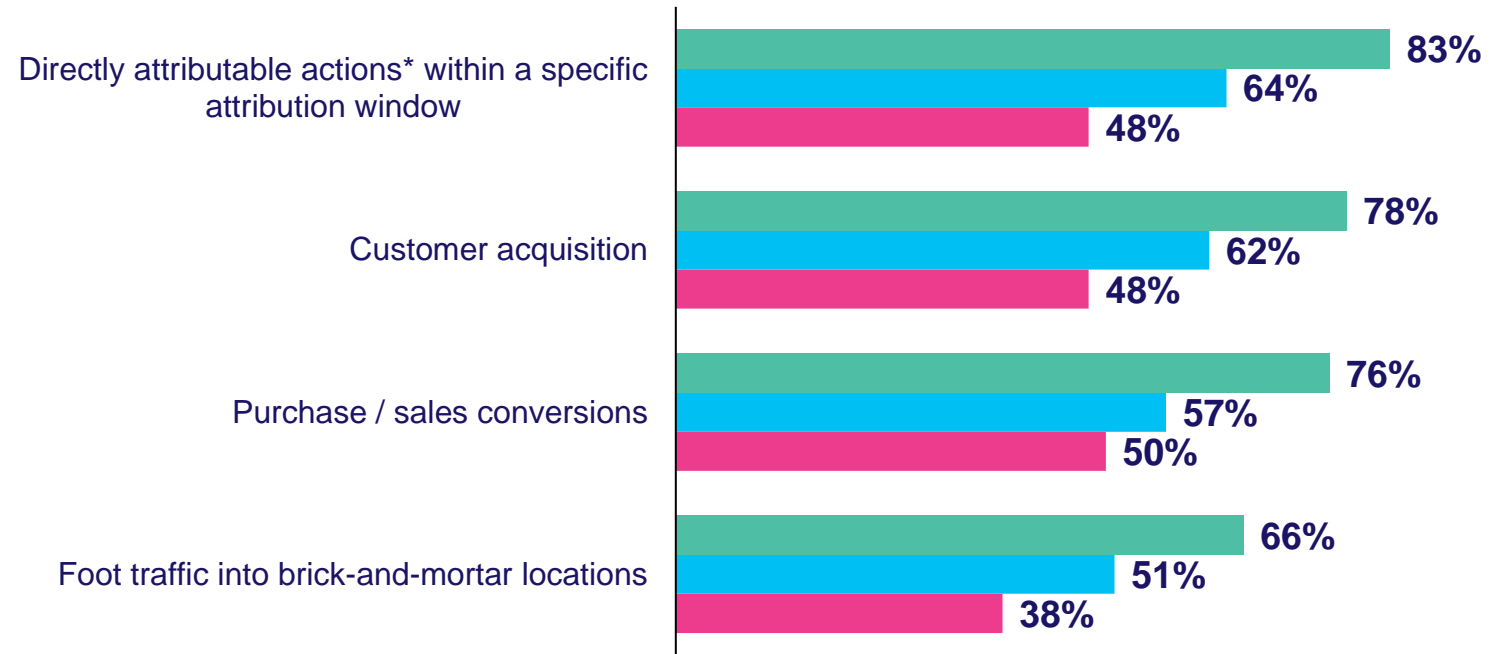 83%
Directly attributable actions* within a specific
attribution window
64%
48%
78%
Customer acquisition
62%
48%
76%
Purchase / sales conversions
57%
50%
66%
Foot traffic into brick-and-mortar locations
51%
38%